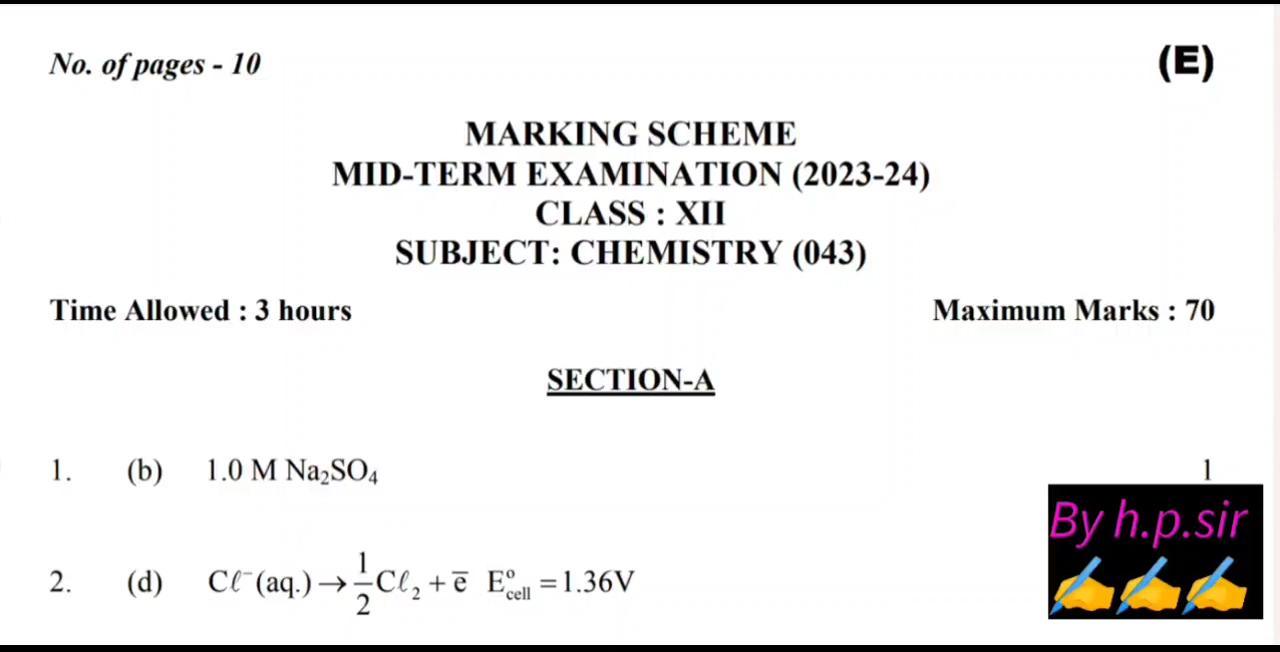 No. of pages - 10 (E)
MARKING SCHEME
MID-TERM EXAMINATION (2023-24)
CLASS : XII
SUBJECT: CHEMISTRY (043)
Time Allowed : 3 hours Maximum Marks : 70
SECTION-A
1. (b) 1.0 M Na₂SO₄ 1
By h.p.sir
2. (d) Cℓ⁻(aq.)→½Cℓ₂ + e̅ E°cell = 1.36V
✍✍✍